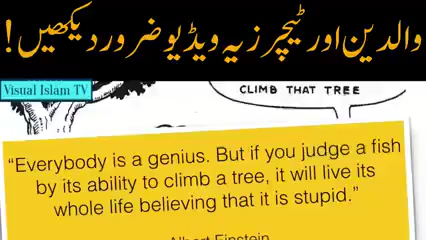 والدین اور ٹیچرز یہ ویڈیو ضرور دیکھیں!
Visual Islam TV
CLIMB THAT TREE
“Everybody is a genius. But if you judge a fish
by its ability to climb a tree, it will live its
whole life believing that it is stupid.”
Albert Einstein